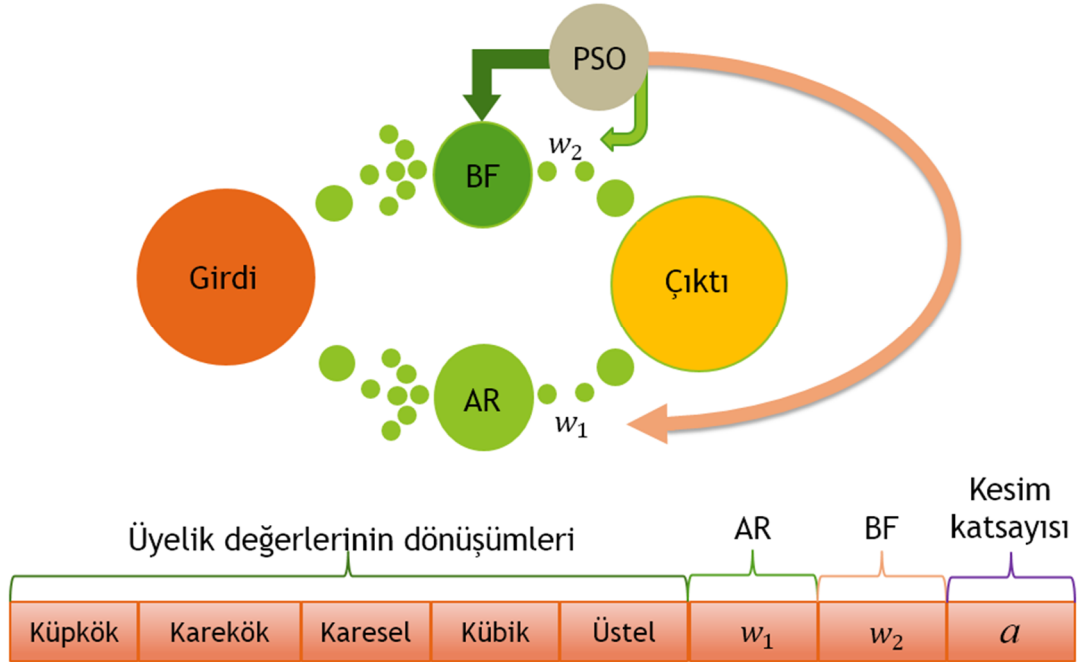 PSO
w₂
BF
Girdi
Çıktı
AR
w₁
Kesim
katsayısı
Üyelik değerlerinin dönüşümleri
AR
BF
Küpkök
Karekök
Karesel
Kübik
Üstel
w₁
w₂
a